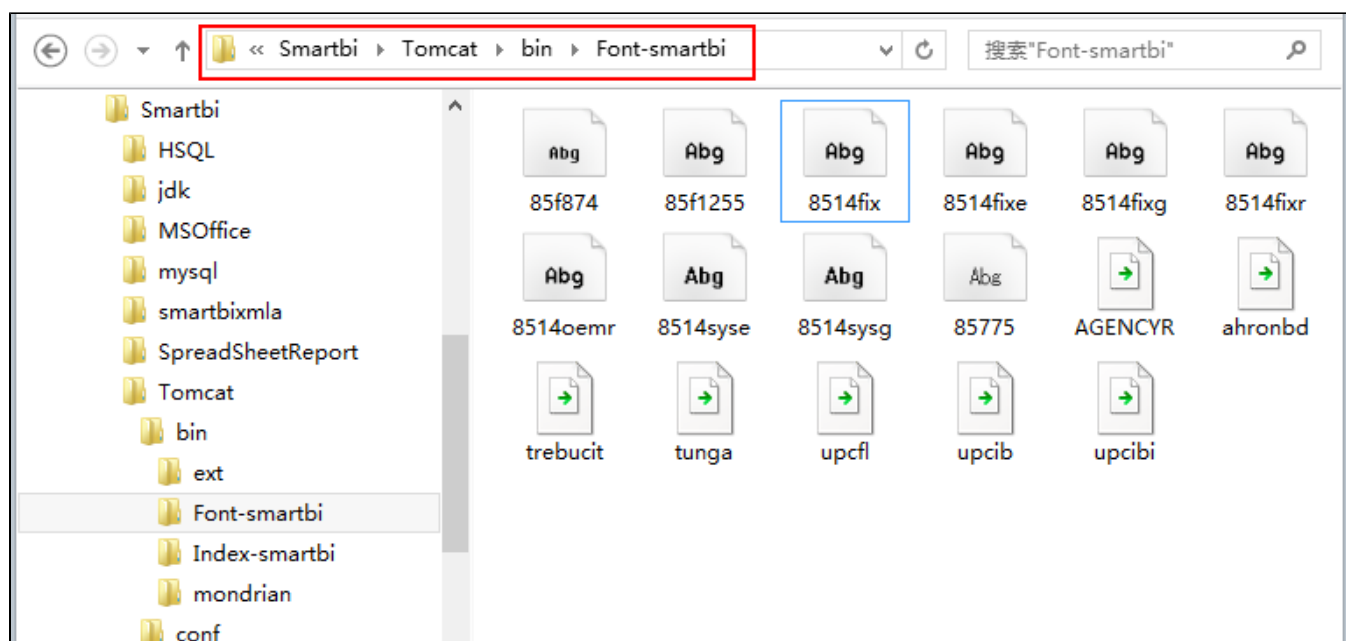 « Smartbi ▸ Tomcat ▸ bin ▸ Font-smartbi
搜索"Font-smartbi"
Smartbi
HSQL
jdk
MSOffice
mysql
smartbixmla
SpreadSheetReport
Tomcat
bin
ext
Font-smartbi
Index-smartbi
mondrian
conf
Abg Abg Abg Abg Abg Abg
85f874 85f1255 8514fix 8514fixe 8514fixg 8514fixr
Abg Abg Abg Abg
8514oemr 8514syse 8514sysg 85775 AGENCYR ahronbd
trebucit tunga upcfl upcib upcibi